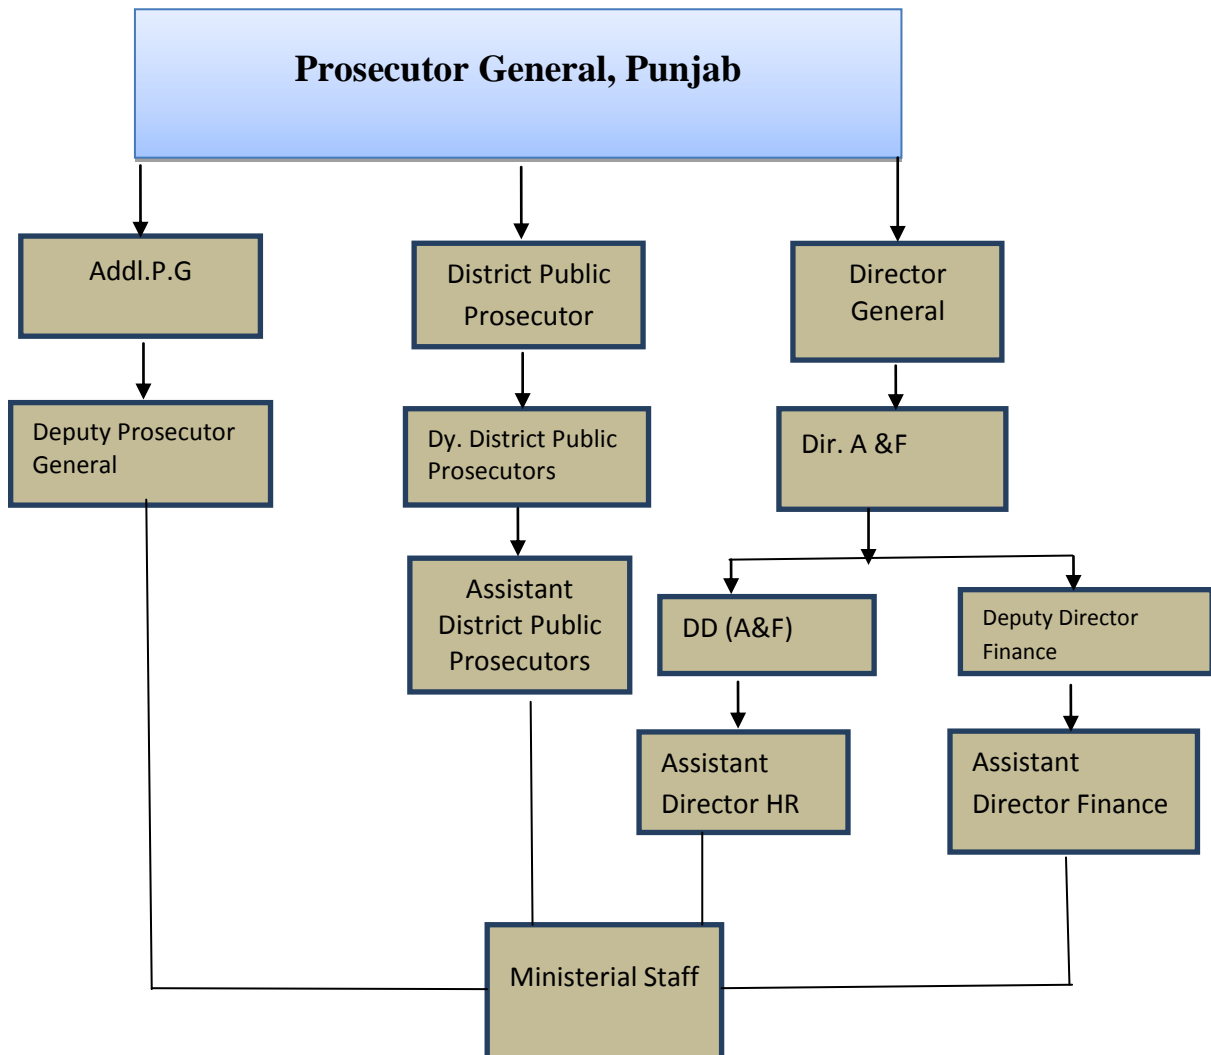 Prosecutor General, Punjab
Addl.P.G
District Public
Prosecutor
Director
General
Deputy Prosecutor
General
Dy. District Public
Prosecutors
Dir. A &F
Assistant
District Public
Prosecutors
DD (A&F)
Deputy Director
Finance
Assistant
Director HR
Assistant
Director Finance
Ministerial Staff